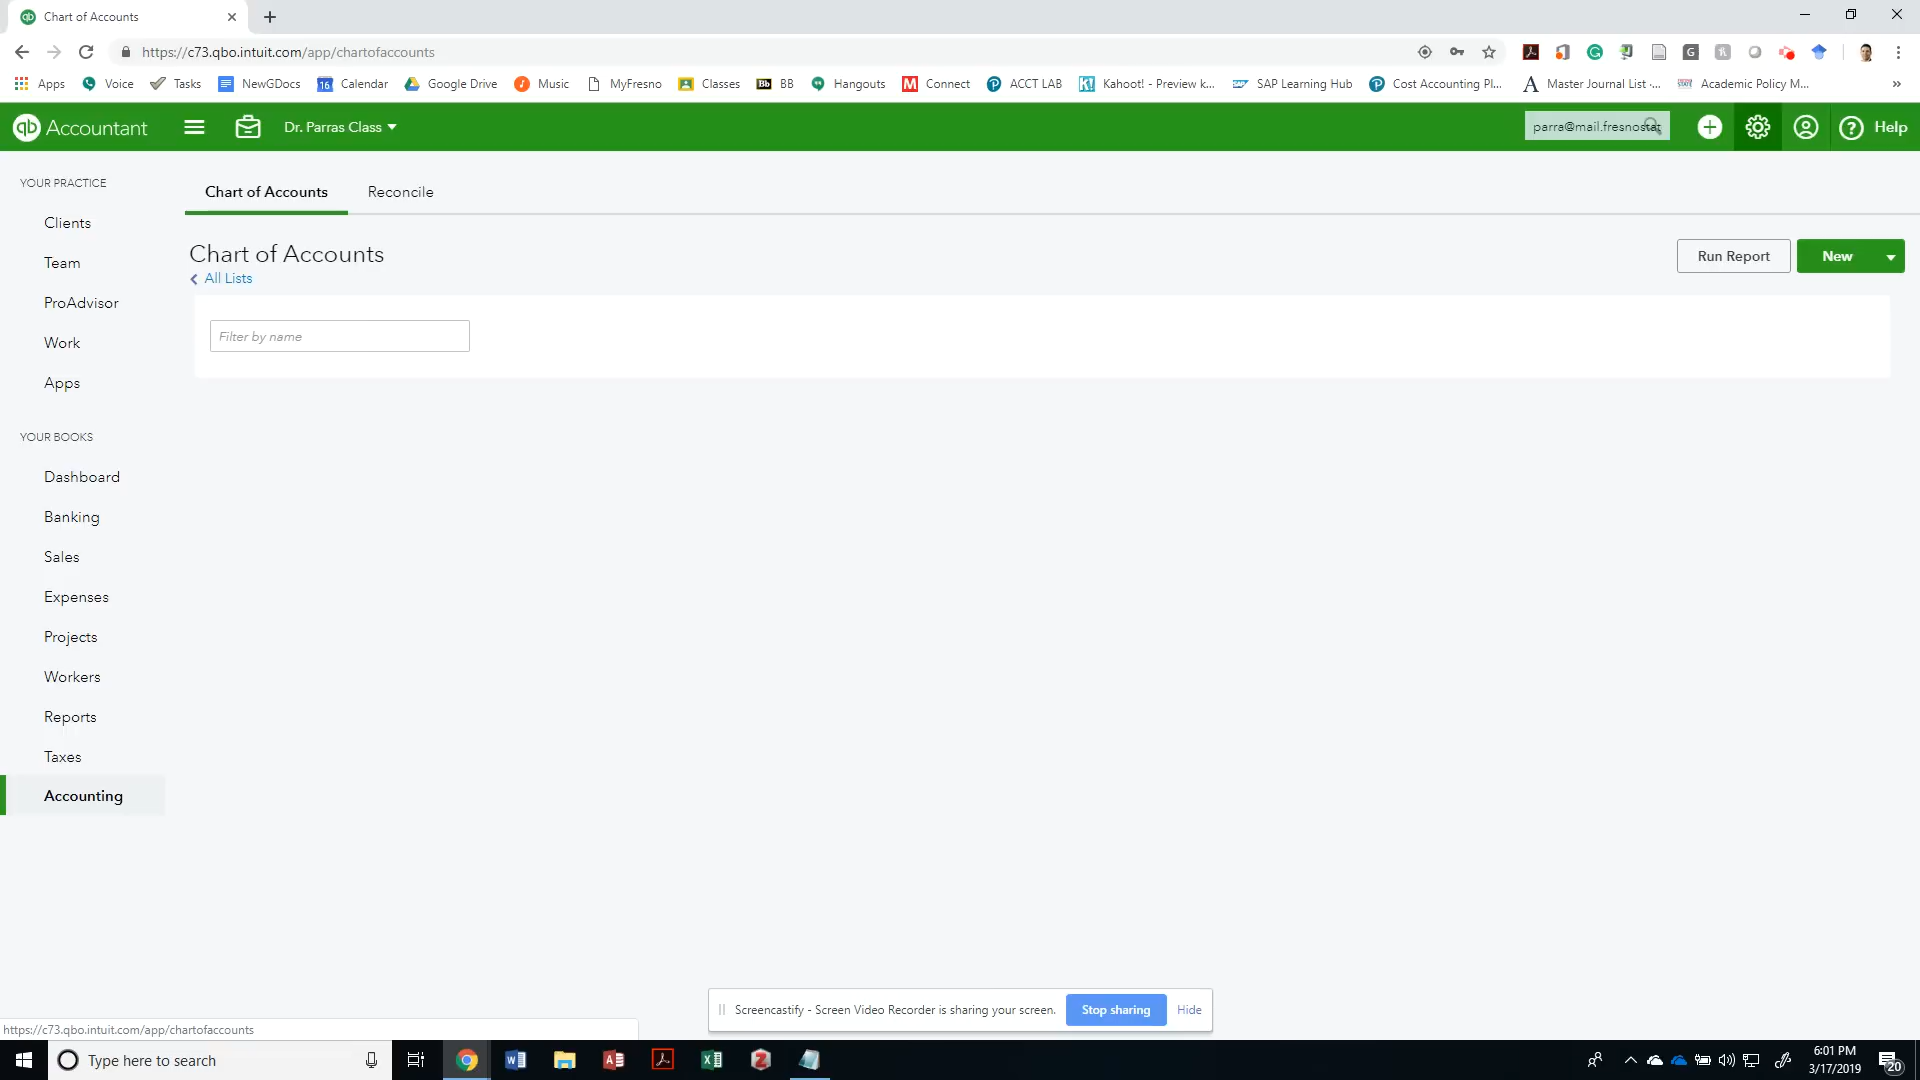 Chart of Accounts
https://c73.qbo.intuit.com/app/chartofaccounts
Apps Voice Tasks NewGDocs Calendar Google Drive Music MyFresno Classes BB Hangouts Connect ACCT LAB Kahoot! - Preview k... SAP Learning Hub Cost Accounting Pl... Master Journal List -... Academic Policy M... »
qb Accountant Dr. Parras Class parra@mail.fresnostat Help
YOUR PRACTICE
Clients
Team
ProAdvisor
Work
Apps
YOUR BOOKS
Dashboard
Banking
Sales
Expenses
Projects
Workers
Reports
Taxes
Accounting
Chart of Accounts Reconcile
Chart of Accounts
All Lists
Run Report New
Filter by name
Screencastify - Screen Video Recorder is sharing your screen. Stop sharing Hide
https://c73.qbo.intuit.com/app/chartofaccounts
Type here to search
6:01 PM
3/17/2019
20